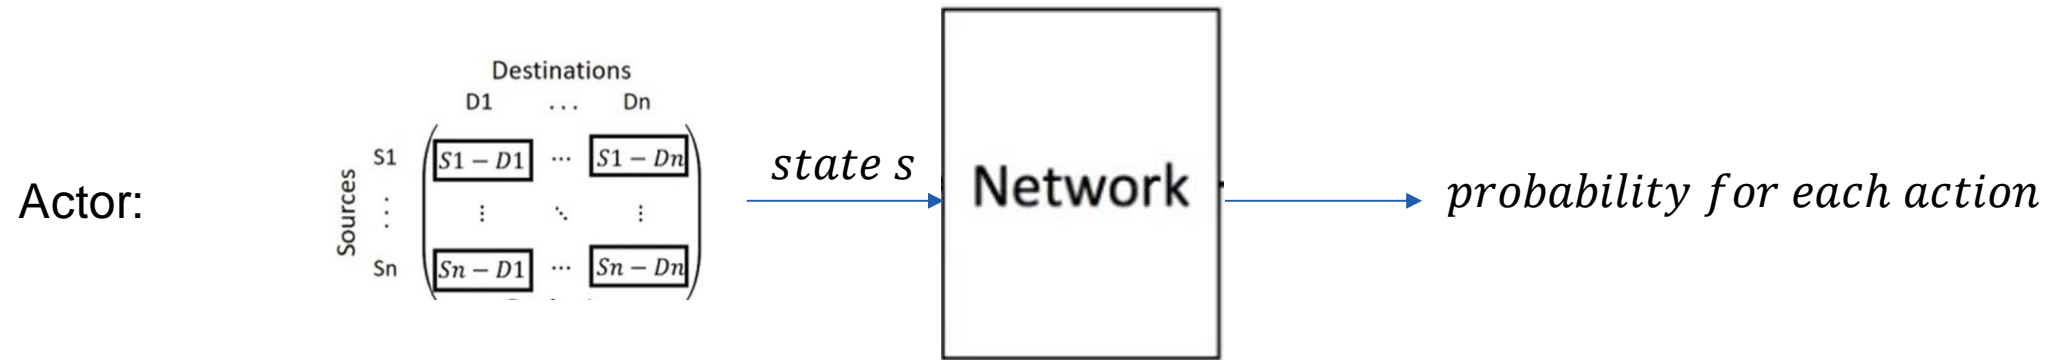 Actor:
Destinations
D1 ... Dn
Sources
S1
⋮
Sn
S1 − D1 ⋯ S1 − Dn
⋮ ⋱ ⋮
Sn − D1 ⋯ Sn − Dn
state s
Network
probability for each action